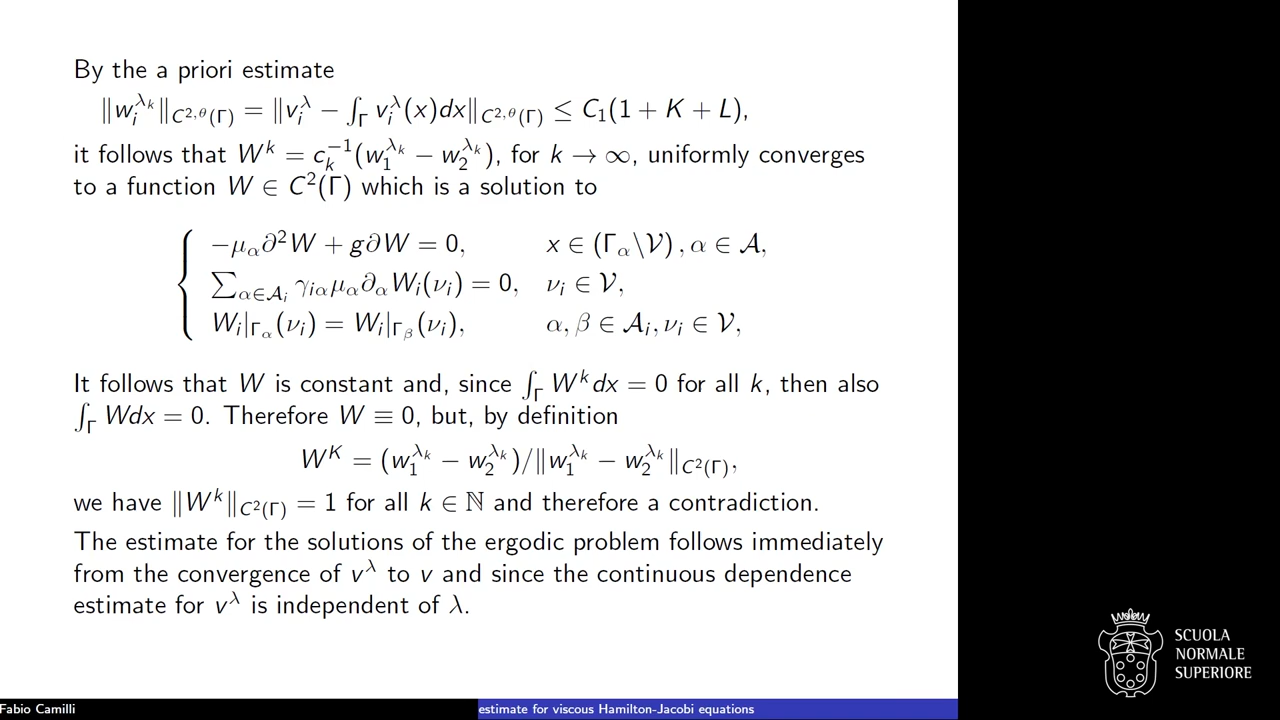 By the a priori estimate
‖w_i^{λ_k}‖_{C^{2,θ}(Γ)} = ‖v_i^λ − ∫_Γ v_i^λ(x)dx‖_{C^{2,θ}(Γ)} ≤ C_1(1 + K + L),
it follows that W^k = c_k^{−1}(w_1^{λ_k} − w_2^{λ_k}), for k → ∞, uniformly converges
to a function W ∈ C^2(Γ) which is a solution to
−μ_α∂^2W + g∂W = 0, x ∈ (Γ_α\𝒱), α ∈ 𝒜,
∑_{α∈𝒜_i} γ_{iα}μ_α∂_αW_i(ν_i) = 0, ν_i ∈ 𝒱,
W_i|_{Γ_α}(ν_i) = W_i|_{Γ_β}(ν_i), α, β ∈ 𝒜_i, ν_i ∈ 𝒱,
It follows that W is constant and, since ∫_Γ W^k dx = 0 for all k, then also
∫_Γ Wdx = 0. Therefore W ≡ 0, but, by definition
W^K = (w_1^{λ_k} − w_2^{λ_k})/‖w_1^{λ_k} − w_2^{λ_k}‖_{C^2(Γ)},
we have ‖W^k‖_{C^2(Γ)} = 1 for all k ∈ ℕ and therefore a contradiction.
The estimate for the solutions of the ergodic problem follows immediately
from the convergence of v^λ to v and since the continuous dependence
estimate for v^λ is independent of λ.
SCUOLA
NORMALE
SUPERIORE
Fabio Camilli
estimate for viscous Hamilton-Jacobi equations